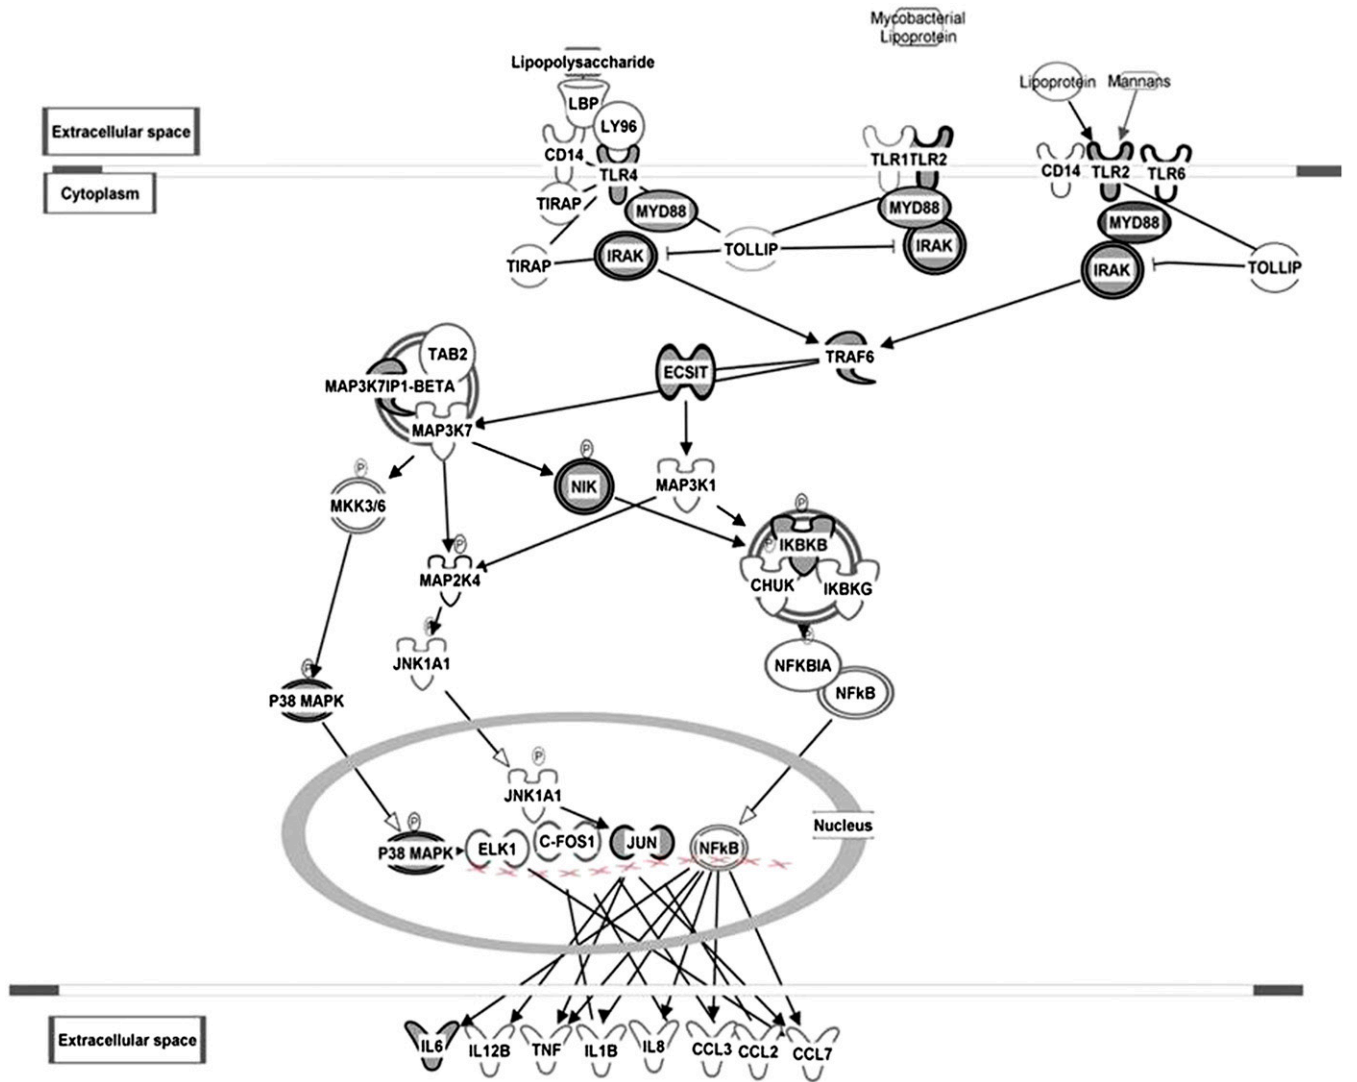 Mycobacterial
Lipoprotein
Lipopolysaccharide
Lipoprotein
Mannans
LBP
LY96
Extracellular space
CD14
TLR4
TLR1
TLR2
CD14
TLR2
TLR6
Cytoplasm
TIRAP
MYD88
MYD88
MYD88
TIRAP
IRAK
TOLLIP
IRAK
IRAK
TOLLIP
TAB2
MAP3K7IP1-BETA
MAP3K7
ECSIT
TRAF6
P
P
MKK3/6
NIK
MAP3K1
P
P
IKBKB
P
MAP2K4
CHUK
IKBKG
P
JNK1A1
P
NFKBIA
NFkB
P
P38 MAPK
P
JNK1A1
P
P38 MAPK
ELK1
C-FOS1
JUN
NFkB
Nucleus
Extracellular space
IL6
IL12B
TNF
IL1B
IL8
CCL3
CCL2
CCL7